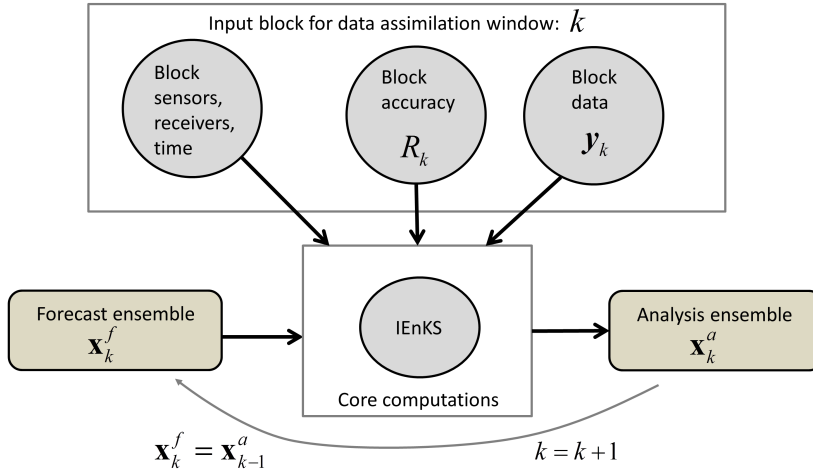 Input block for data assimilation window: k
Block
sensors,
receivers,
time
Block
accuracy
R_k
Block
data
y_k
Forecast ensemble
x_k^f
IEnKS
Core computations
Analysis ensemble
x_k^a
x_k^f = x_{k-1}^a
k = k + 1